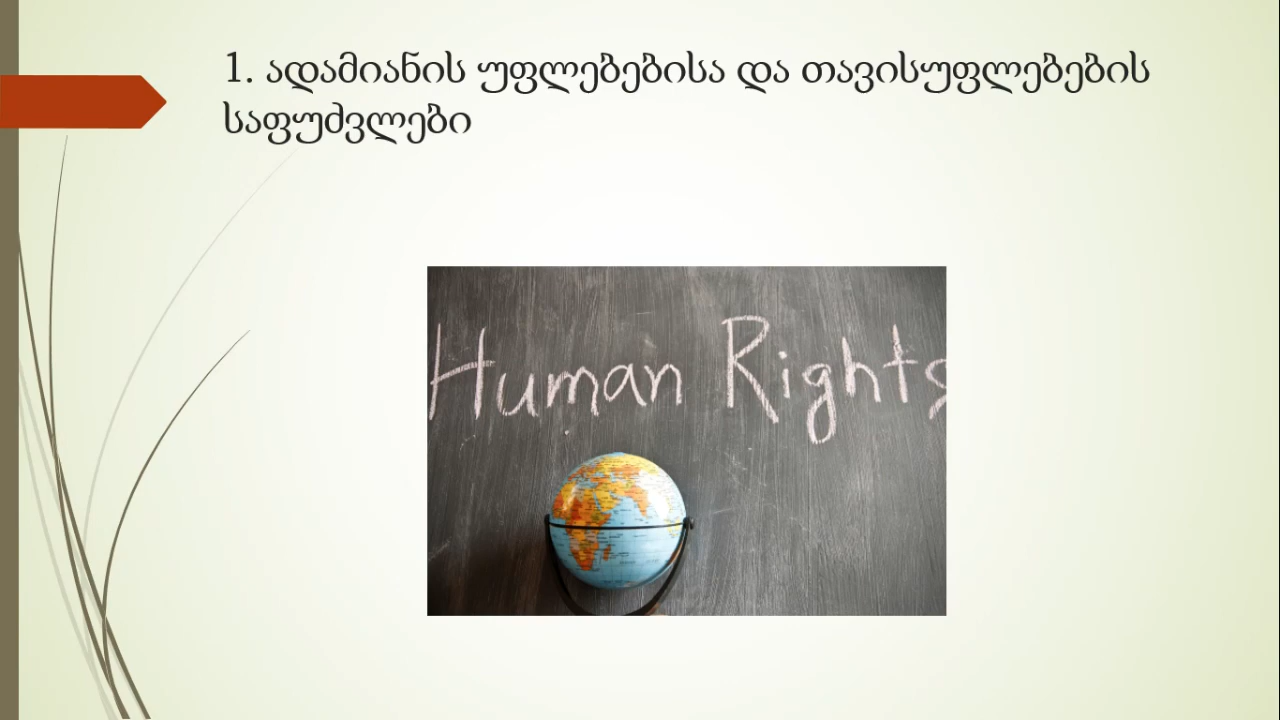 1. ადამიანის უფლებებისა და თავისუფლებების
საფუძვლები
Human Rights